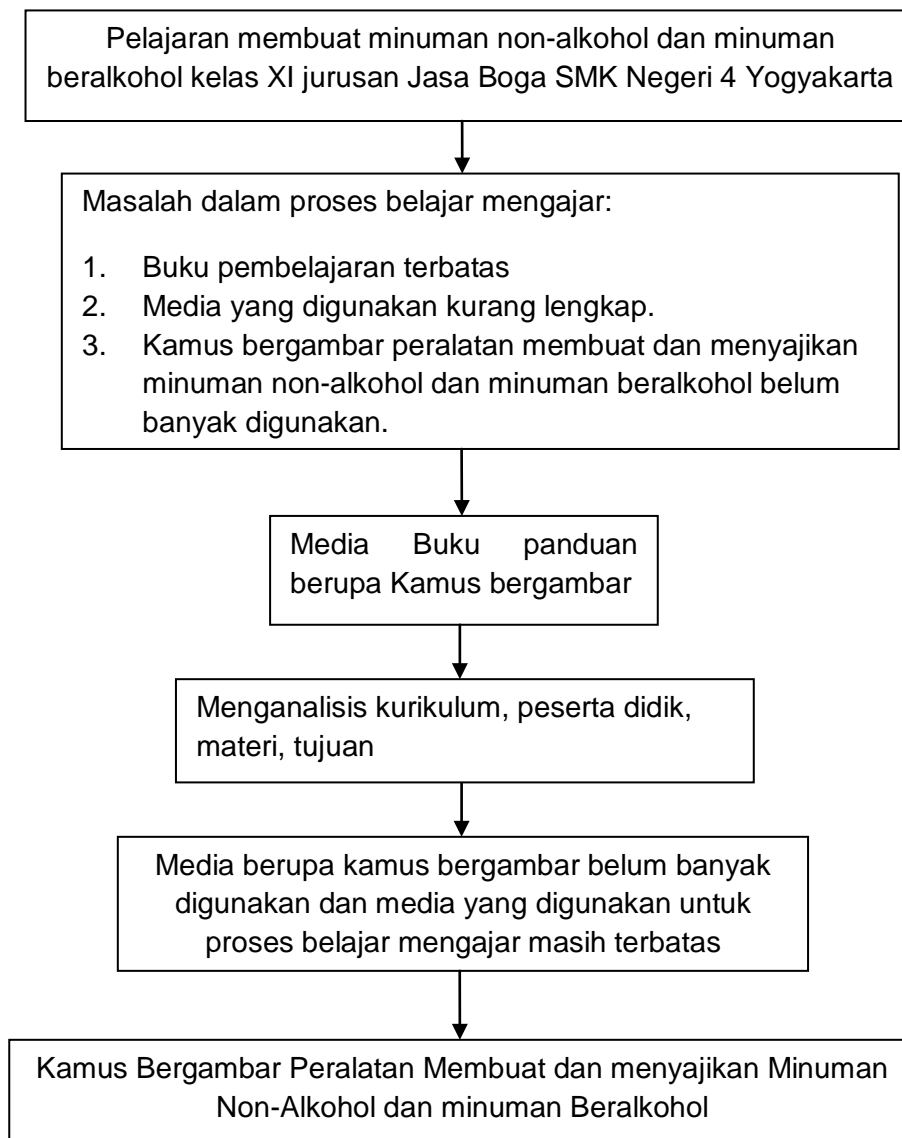 Pelajaran membuat minuman non-alkohol dan minuman
beralkohol kelas XI jurusan Jasa Boga SMK Negeri 4 Yogyakarta
Masalah dalam proses belajar mengajar:
1. Buku pembelajaran terbatas
2. Media yang digunakan kurang lengkap.
3. Kamus bergambar peralatan membuat dan menyajikan
minuman non-alkohol dan minuman beralkohol belum
banyak digunakan.
Media Buku panduan
berupa Kamus bergambar
Menganalisis kurikulum, peserta didik,
materi, tujuan
Media berupa kamus bergambar belum banyak
digunakan dan media yang digunakan untuk
proses belajar mengajar masih terbatas
Kamus Bergambar Peralatan Membuat dan menyajikan Minuman
Non-Alkohol dan minuman Beralkohol